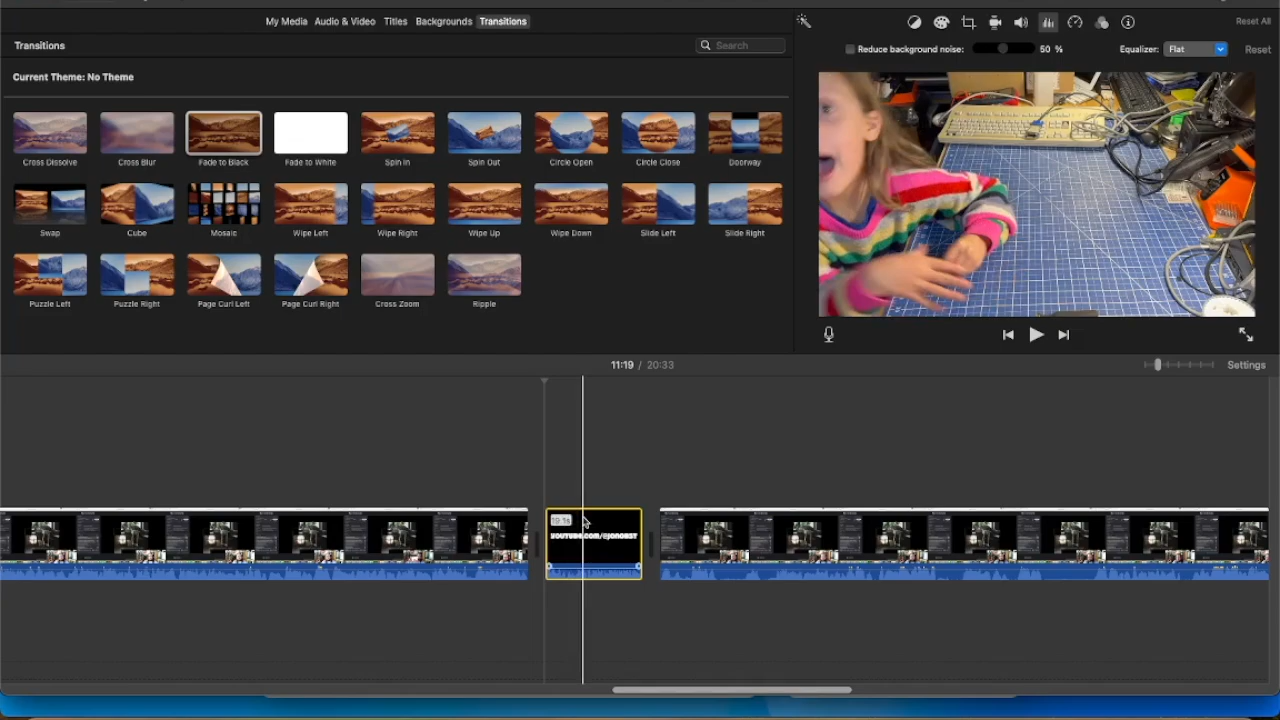 My Media Audio & Video Titles Backgrounds Transitions
Reset All
Transitions
Search
Reduce background noise: 50 % Equalizer: Flat Reset
Current Theme: No Theme
Cross Dissolve Cross Blur Fade to Black Fade to White Spin In Spin Out Circle Open Circle Close Doorway
Swap Cube Mosaic Wipe Left Wipe Right Wipe Up Wipe Down Slide Left Slide Right
Puzzle Left Puzzle Right Page Curl Left Page Curl Right Cross Zoom Ripple
11:19 / 20:33 Settings
19.1s